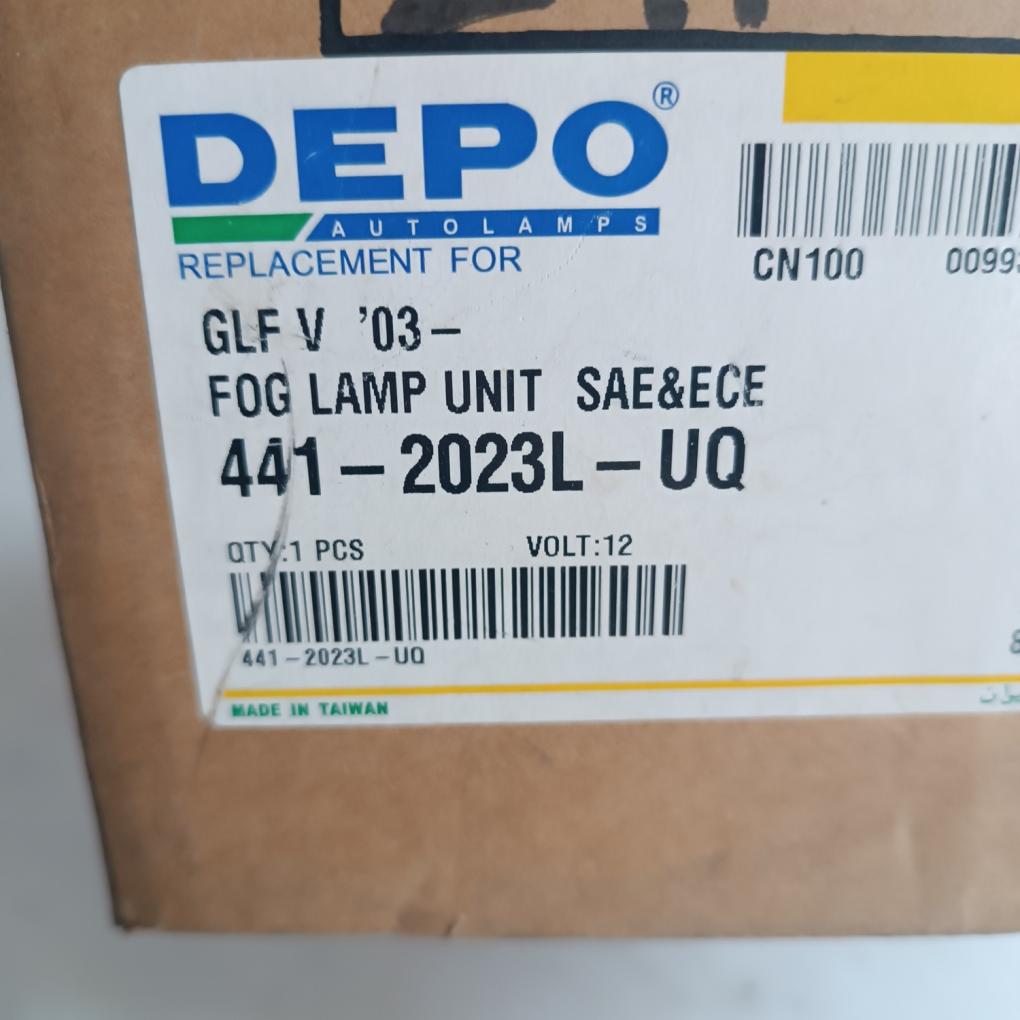 DEPO®
AUTOLAMPS
REPLACEMENT FOR
CN100 0099
GLF V '03-
FOG LAMP UNIT SAE&ECE
441-2023L-UQ
QTY:1 PCS VOLT:12
441-2023L-UQ
MADE IN TAIWAN